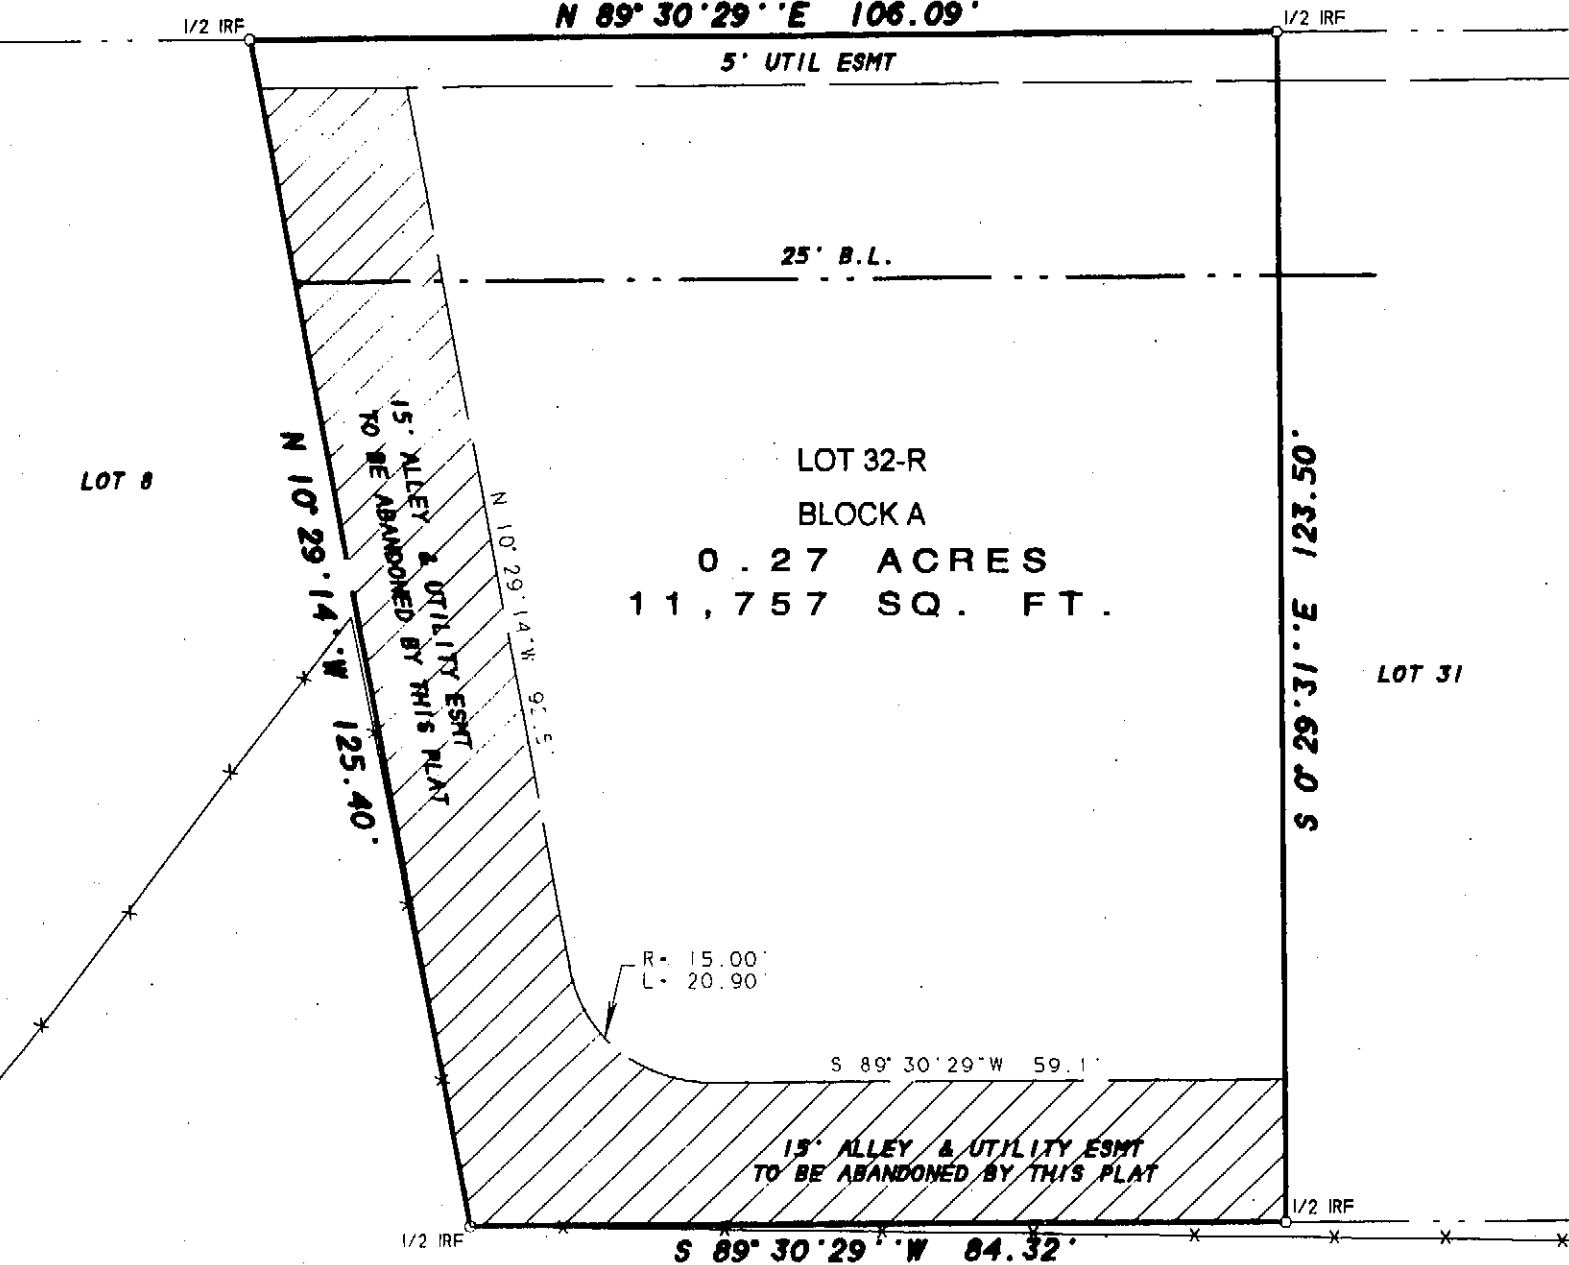 N 89° 30'29''E 106.09'
1/2 IRF
1/2 IRF
5' UTIL ESMT
25' B.L.
LOT 8
N 10° 29'14''W 125.40'
15' ALLEY & UTILITY ESMT
TO BE ABANDONED BY THIS PLAT
N 10° 29'14"W
LOT 32-R
BLOCK A
0.27 ACRES
11,757 SQ. FT.
S 0° 29'31''E 123.50'
LOT 31
R= 15.00'
L= 20.90'
S 89° 30'29"W 59.1'
15' ALLEY & UTILITY ESMT
TO BE ABANDONED BY THIS PLAT
1/2 IRF
1/2 IRF
S 89° 30'29''W 84.32'